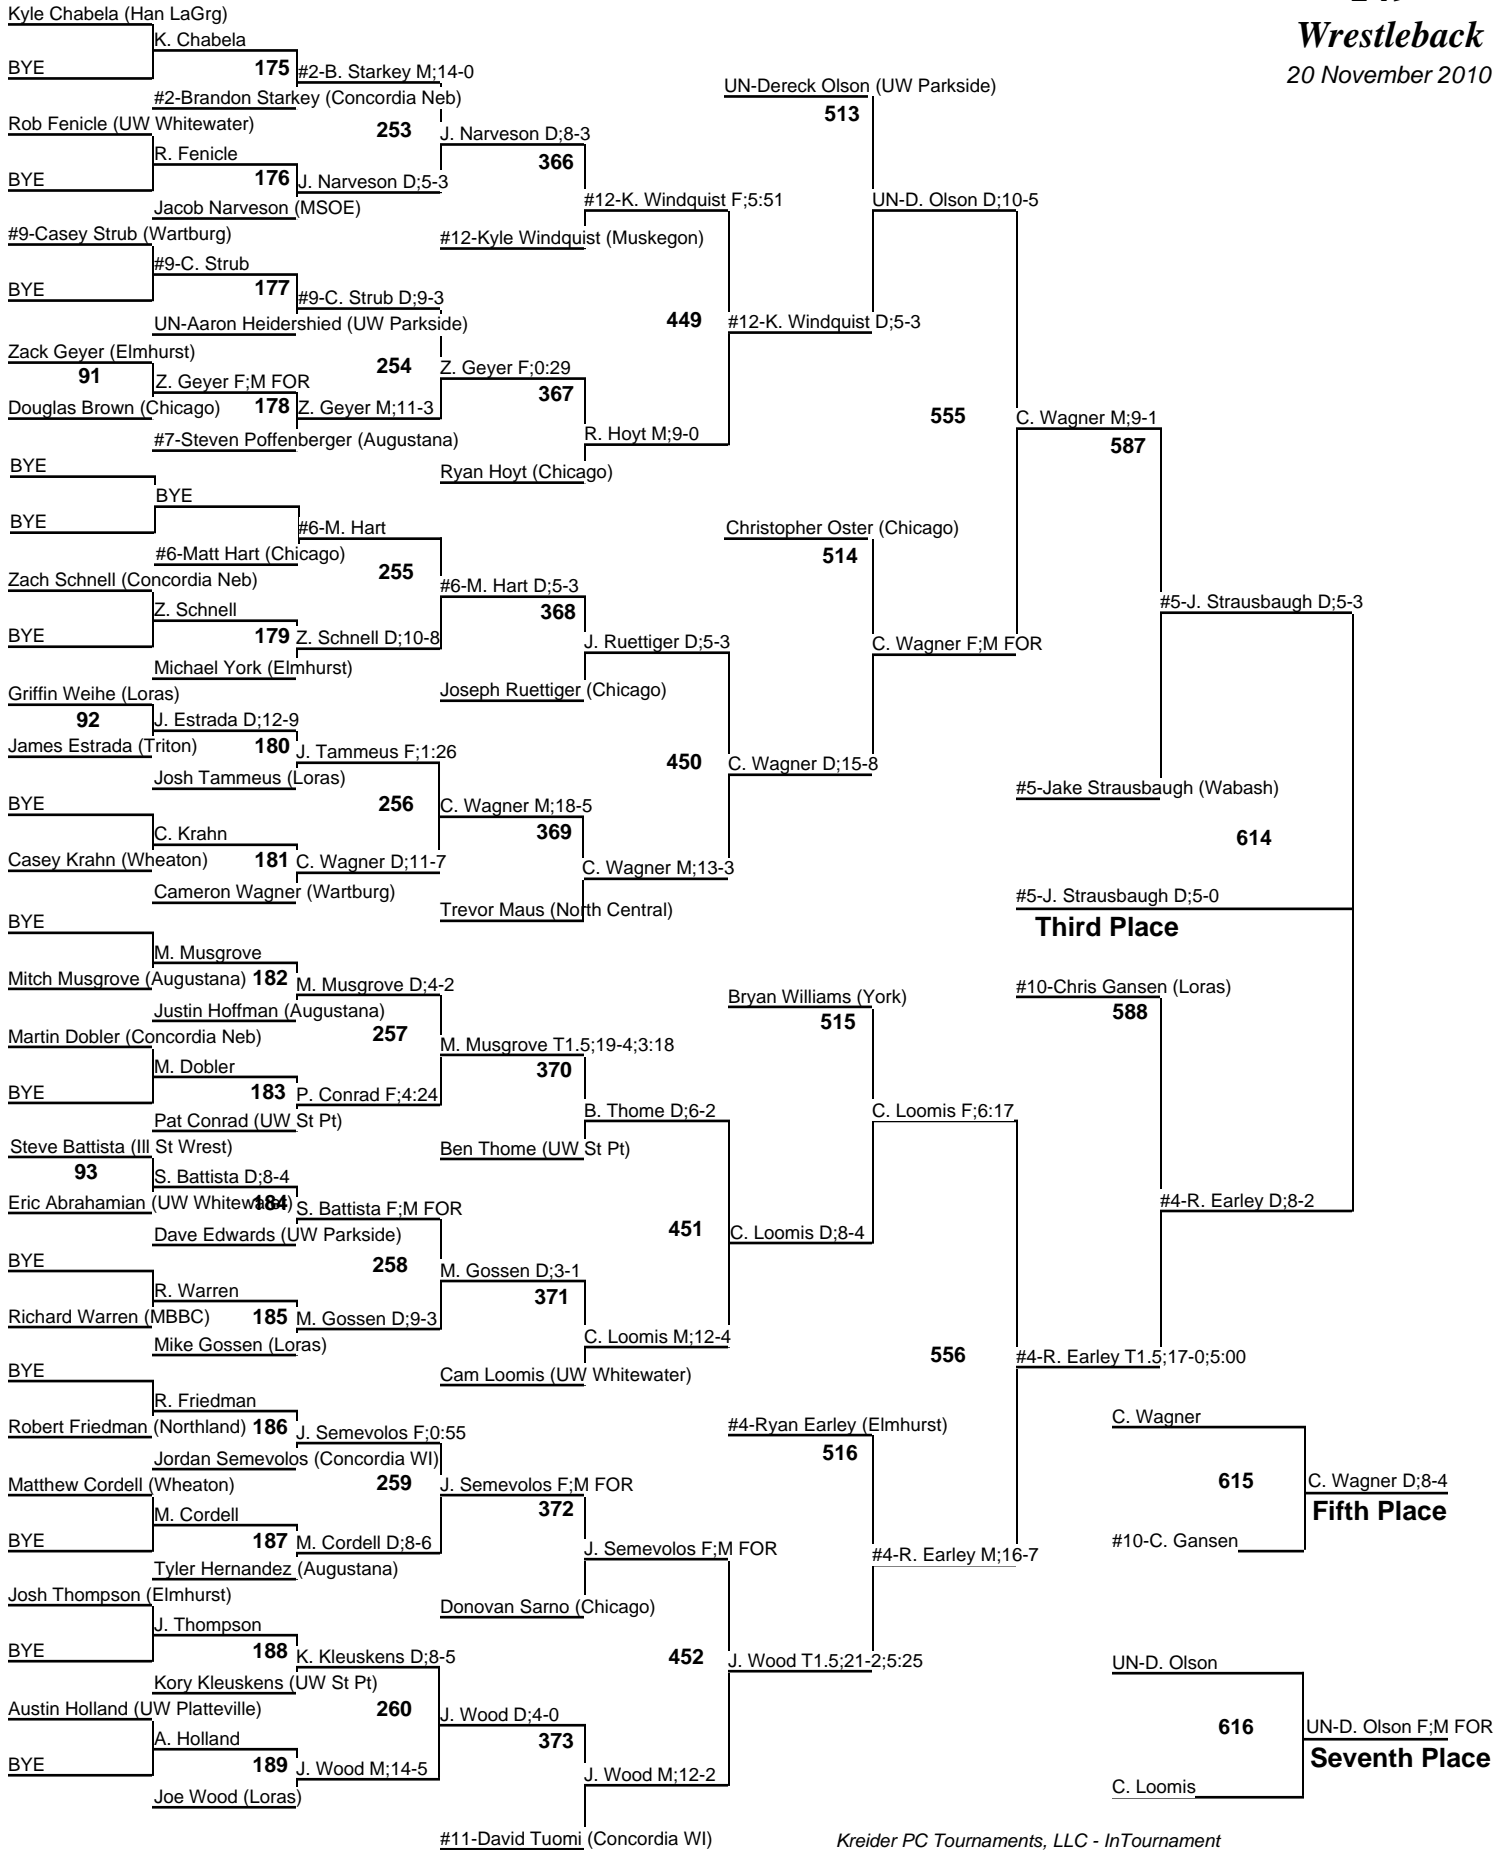 Kyle Chabela (Han LaGrg)
Wrestleback
K. Chabela
BYE
175 #2-B. Starkey M;14-0
20 November 2010
UN-Dereck Olson (UW Parkside)
#2-Brandon Starkey (Concordia Neb)
513
Rob Fenicle (UW Whitewater)
253
J. Narveson D;8-3
R. Fenicle
366
BYE
176 J. Narveson D;5-3
#12-K. Windquist F;5:51
UN-D. Olson D;10-5
Jacob Narveson (MSOE)
#9-Casey Strub (Wartburg)
#12-Kyle Windquist (Muskegon)
#9-C. Strub
BYE
177
#9-C. Strub D;9-3
UN-Aaron Heidershied (UW Parkside)
449
#12-K. Windquist D;5-3
Zack Geyer (Elmhurst)
254
Z. Geyer F;0:29
91
Z. Geyer F;M FOR
367
Douglas Brown (Chicago)
178 Z. Geyer M;11-3
555
C. Wagner M;9-1
#7-Steven Poffenberger (Augustana)
R. Hoyt M;9-0
587
BYE
Ryan Hoyt (Chicago)
BYE
BYE
#6-M. Hart
Christopher Oster (Chicago)
#6-Matt Hart (Chicago)
514
255
Zach Schnell (Concordia Neb)
#6-M. Hart D;5-3
Z. Schnell
368
#5-J. Strausbaugh D;5-3
BYE
179 Z. Schnell D;10-8
J. Ruettiger D;5-3
C. Wagner F;M FOR
Michael York (Elmhurst)
Griffin Weihe (Loras)
Joseph Ruettiger (Chicago)
92
J. Estrada D;12-9
James Estrada (Triton)
180 J. Tammeus F;1:26
450
C. Wagner D;15-8
Josh Tammeus (Loras)
#5-Jake Strausbaugh (Wabash)
BYE
256
C. Wagner M;18-5
C. Krahn
369
614
Casey Krahn (Wheaton)
181 C. Wagner D;11-7
C. Wagner M;13-3
Cameron Wagner (Wartburg)
#5-J. Strausbaugh D;5-0
Trevor Maus (North Central)
BYE
Third Place
M. Musgrove
Mitch Musgrove (Augustana) 182
M. Musgrove D;4-2
#10-Chris Gansen (Loras)
Bryan Williams (York)
Justin Hoffman (Augustana)
588
515
Martin Dobler (Concordia Neb)
257
M. Musgrove T1.5;19-4;3:18
M. Dobler
370
BYE
183 P. Conrad F;4:24
B. Thome D;6-2
C. Loomis F;6:17
Pat Conrad (UW St Pt)
Steve Battista (Ill St Wrest)
Ben Thome (UW St Pt)
93
S. Battista D;8-4
Eric Abrahamian (UW Whitewater)
184
S. Battista F;M FOR
#4-R. Earley D;8-2
Dave Edwards (UW Parkside)
451
C. Loomis D;8-4
BYE
258
M. Gossen D;3-1
R. Warren
371
Richard Warren (MBBC)
185 M. Gossen D;9-3
C. Loomis M;12-4
Mike Gossen (Loras)
556
#4-R. Earley T1.5;17-0;5:00
BYE
Cam Loomis (UW Whitewater)
R. Friedman
C. Wagner
Robert Friedman (Northland) 186
J. Semevolos F;0:55
#4-Ryan Earley (Elmhurst)
Jordan Semevolos (Concordia WI)
516
Matthew Cordell (Wheaton)
259
J. Semevolos F;M FOR
615
C. Wagner D;8-4
M. Cordell
372
Fifth Place
BYE
187 M. Cordell D;8-6
J. Semevolos F;M FOR
#4-R. Earley M;16-7
#10-C. Gansen
Tyler Hernandez (Augustana)
Josh Thompson (Elmhurst)
Donovan Sarno (Chicago)
J. Thompson
BYE
188 K. Kleuskens D;8-5
452
J. Wood T1.5;21-2;5:25
UN-D. Olson
Kory Kleuskens (UW St Pt)
Austin Holland (UW Platteville)
260
J. Wood D;4-0
616
UN-D. Olson F;M FOR
A. Holland
373
Seventh Place
BYE
189 J. Wood M;14-5
J. Wood M;12-2
C. Loomis
Joe Wood (Loras)
#11-David Tuomi (Concordia WI)
Kreider PC Tournaments, LLC - InTournament